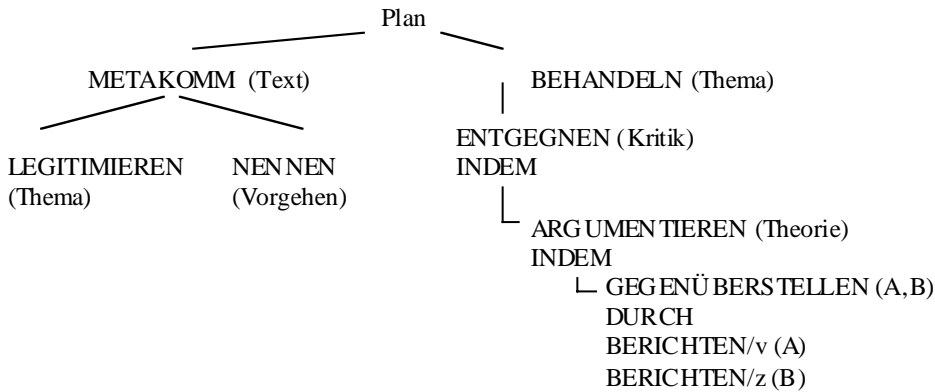 Plan
METAKOMM (Text) BEHANDELN (Thema)
ENTGEGNEN (Kritik)
LEGITIMIEREN NENNEN INDEM
(Thema) (Vorgehen)
ARGUMENTIEREN (Theorie)
INDEM
GEGENÜBERSTELLEN (A,B)
DURCH
BERICHTEN/v (A)
BERICHTEN/z (B)